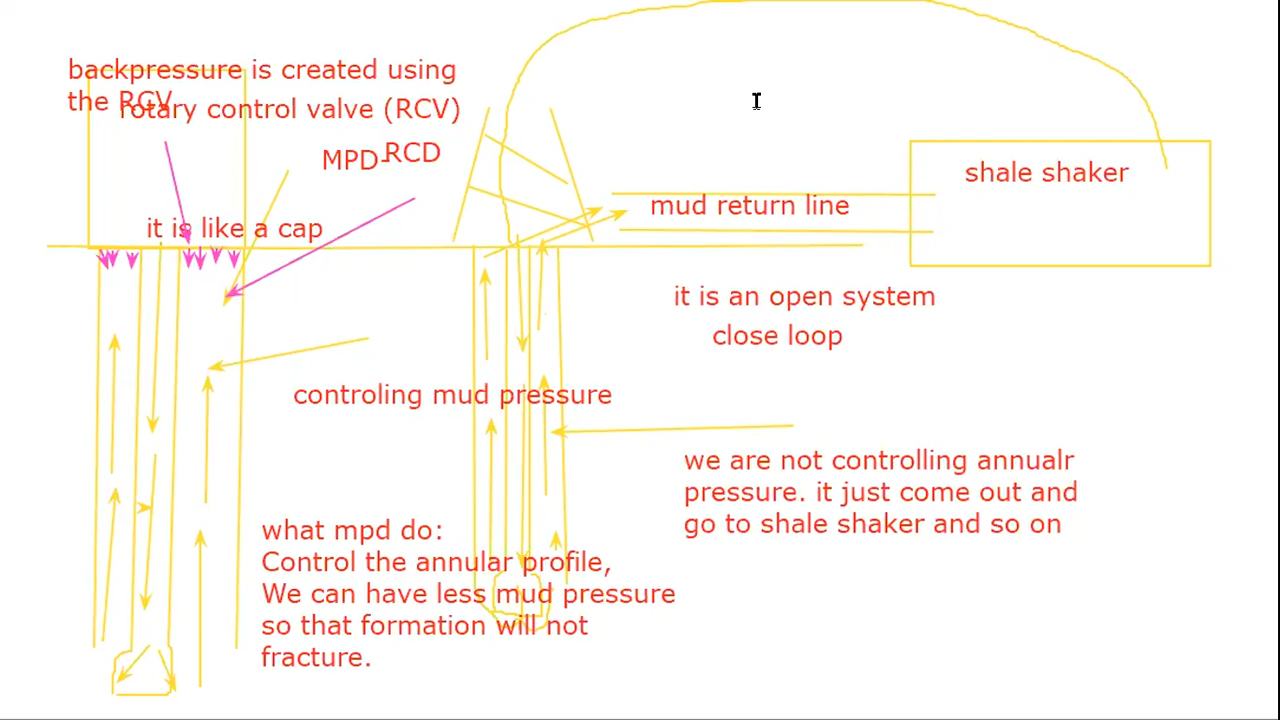 backpressure is created using
the RCV
rotary control valve (RCV)
MPD-RCD
it is like a cap
shale shaker
mud return line
it is an open system
close loop
controling mud pressure
we are not controlling annualr
pressure. it just come out and
go to shale shaker and so on
what mpd do:
Control the annular profile,
We can have less mud pressure
so that formation will not
fracture.